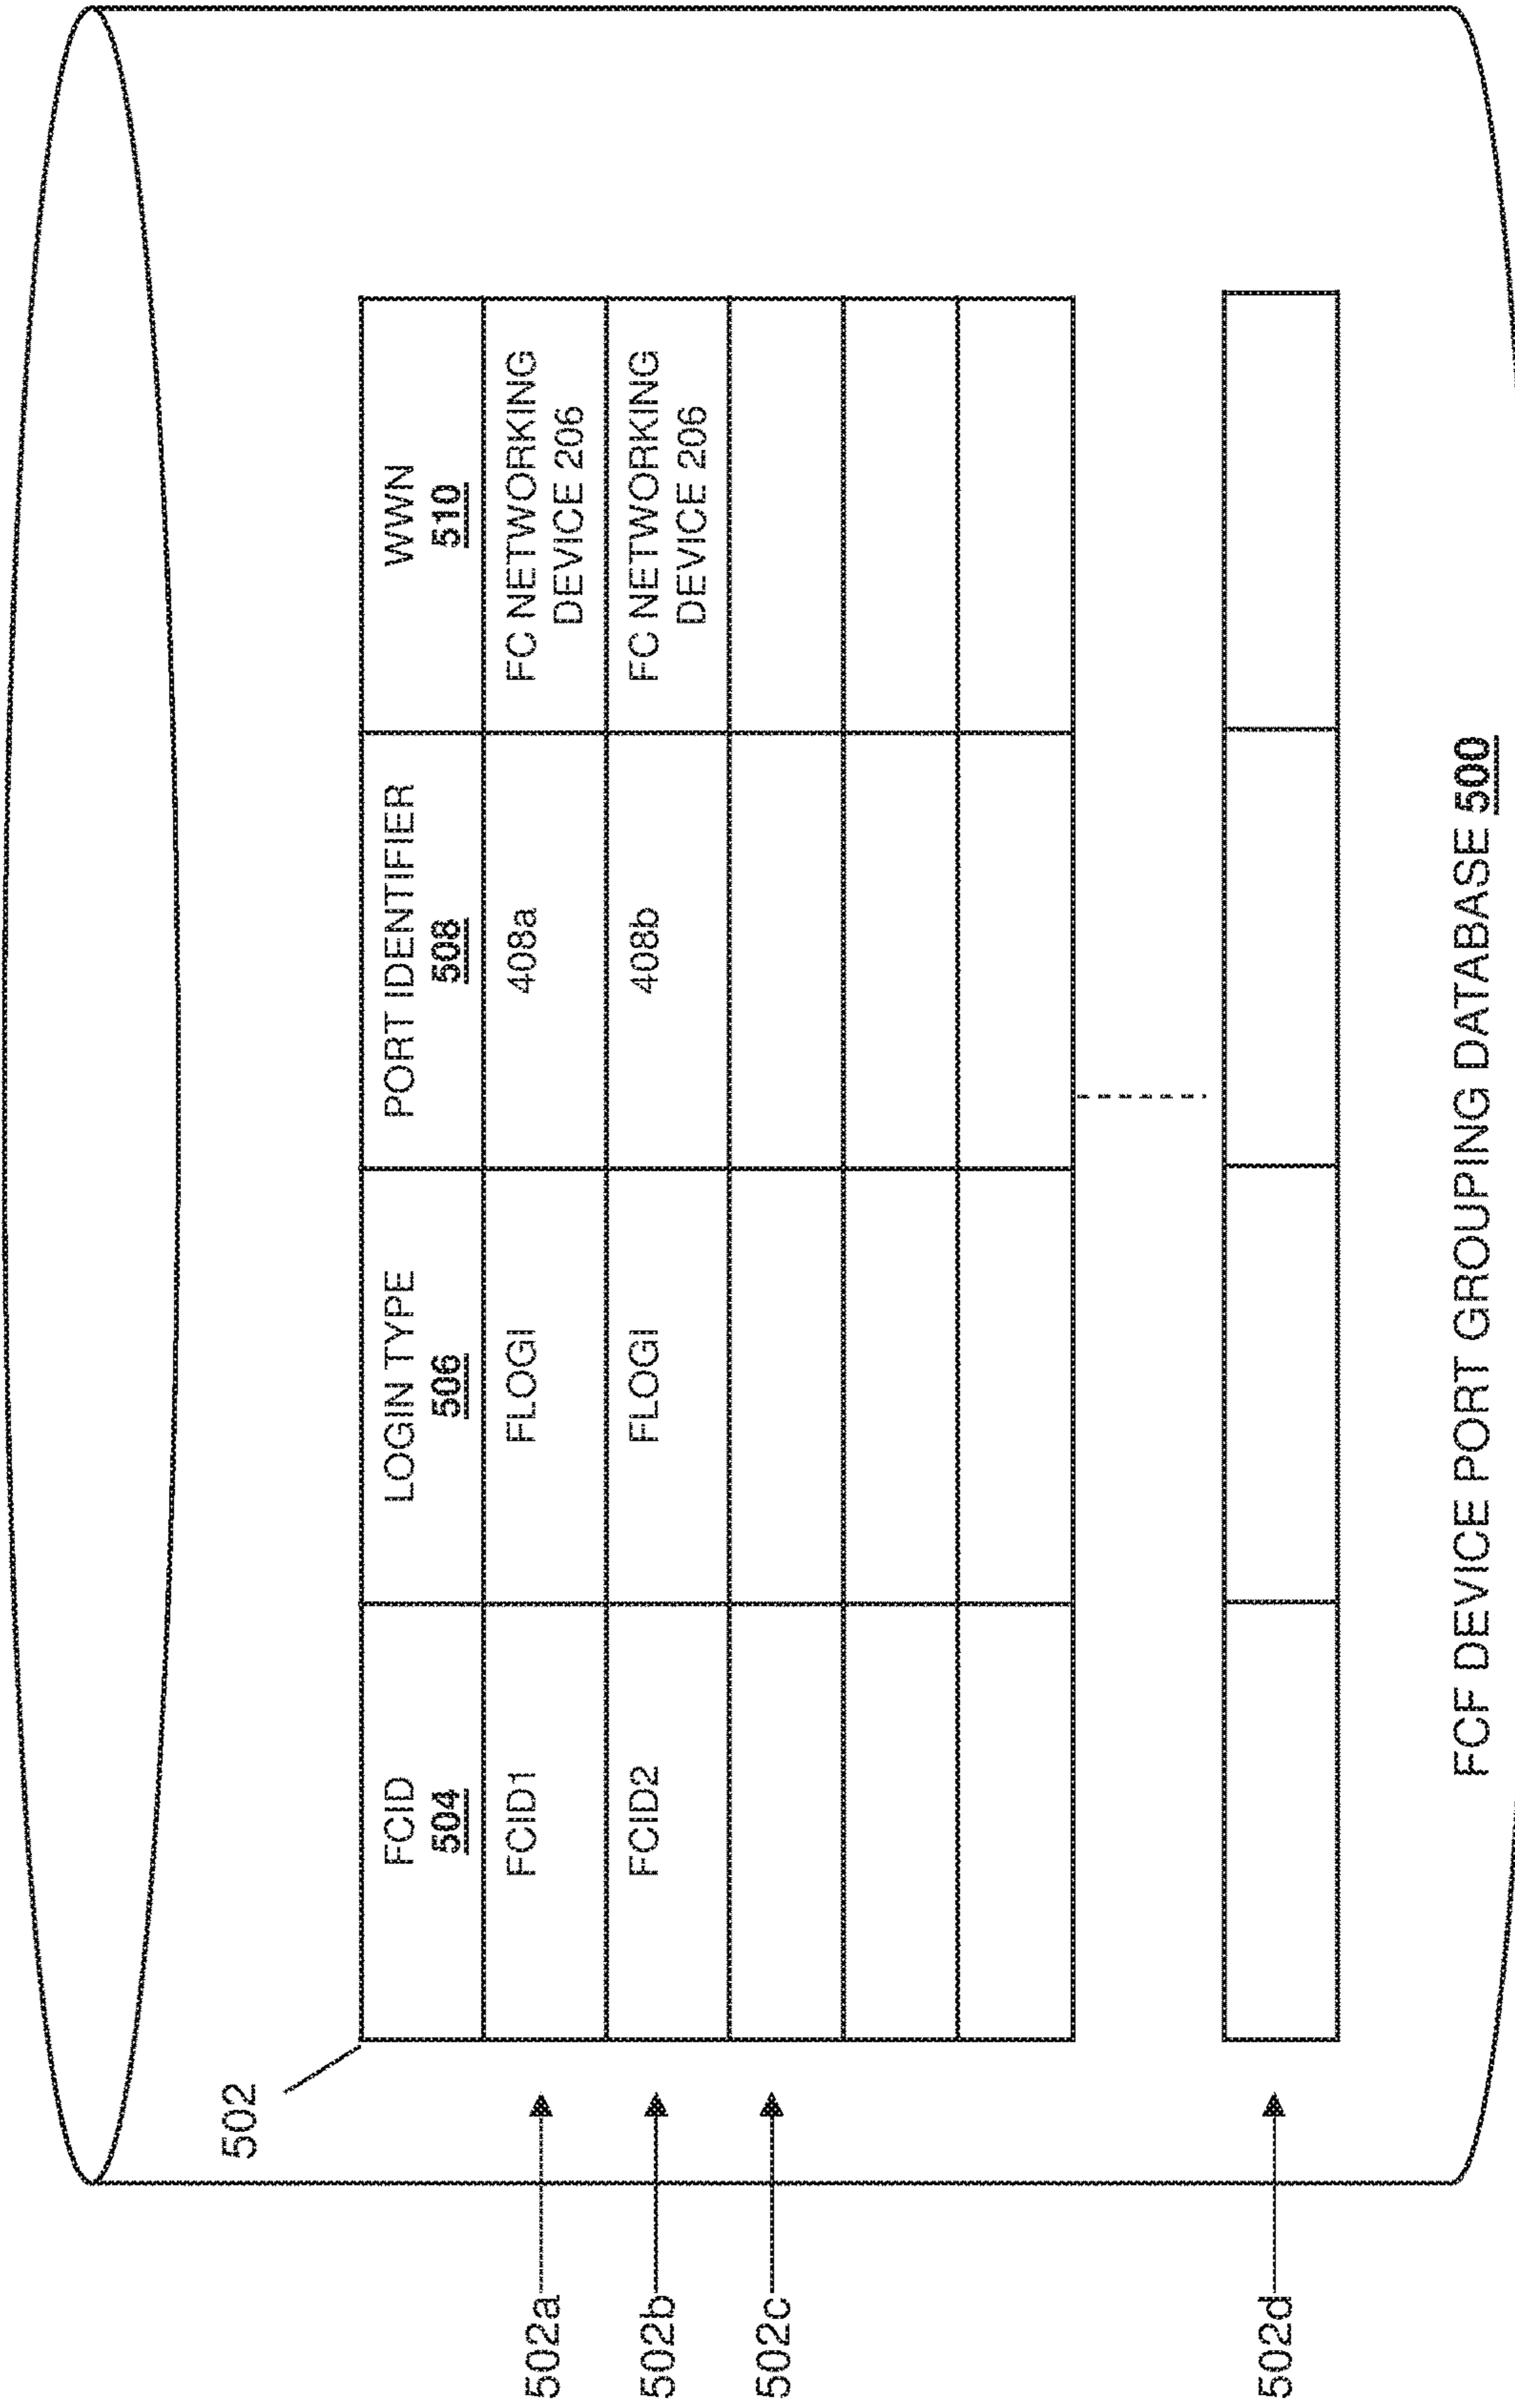 502
FCID
504
LOGIN TYPE
506
PORT IDENTIFIER
508
WWN
510
502a
FCID1
FLOGI
408a
FC NETWORKING
DEVICE 206
502b
FCID2
FLOGI
408b
FC NETWORKING
DEVICE 206
502c
502d
FCF DEVICE PORT GROUPING DATABASE 500